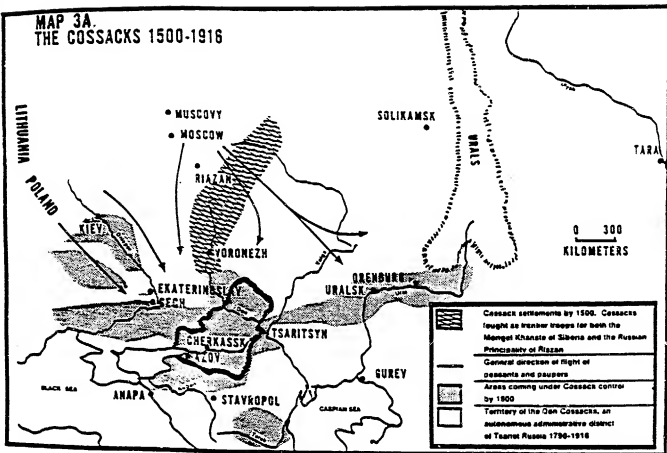 MAP 3A.
THE COSSACKS 1500-1916
MUSCOVY
MOSCOW
RIAZAN
SOLIKAMSK
URALS
TARA
LITHUANIA
POLAND
KIEV
VORONEZH
0 300
KILOMETERS
EKATERINOSLAV
SECH
ORENBURG
URALSK
CHERKASSK
TSARITSYN
AZOV
GUREV
BLACK SEA
ANAPA
STAVROPOL
CASPIAN SEA
Cossack settlements by 1500. Cossacks
fought as frontier troops for both the
Mongol Khanate of Siberia and the Russian
Principality of Riazan
General direction of flight of
peasants and paupers
Areas coming under Cossack control
by 1600
Territory of the Don Cossacks, an
autonomous administrative district
of Tsarist Russia 1790-1916